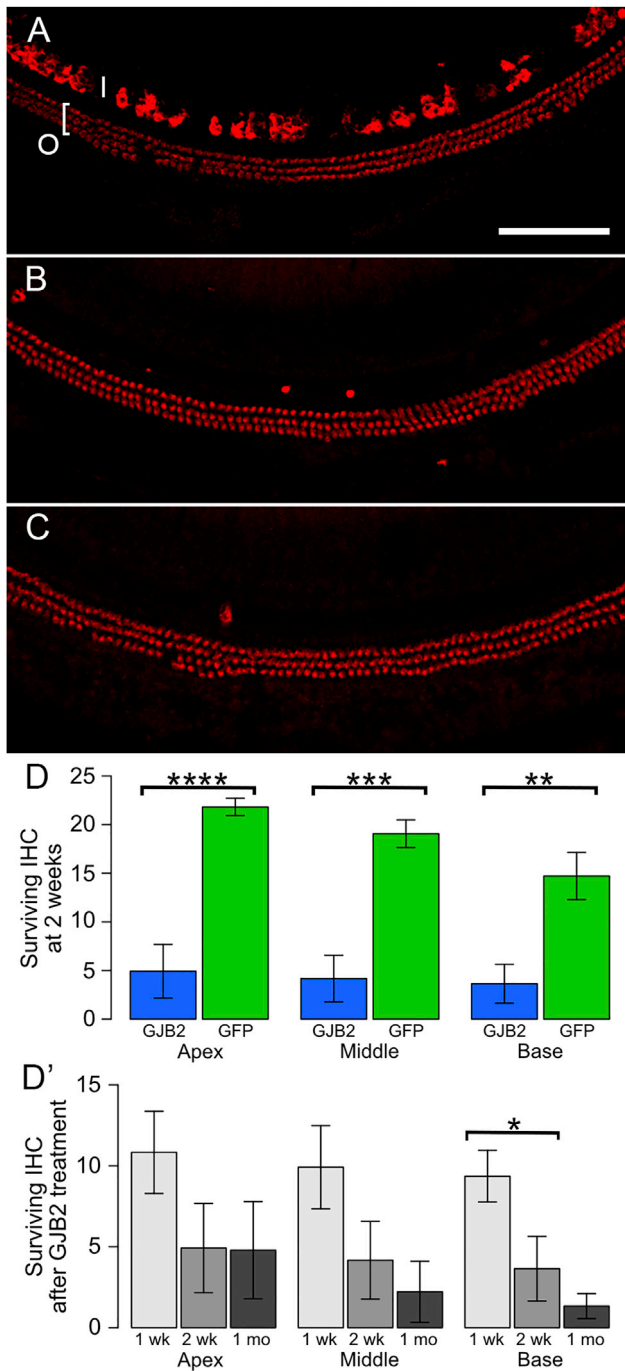 A
I
O
B
C
D
Surviving IHC
at 2 weeks
25
20
15
10
5
0
**** *** **
GJB2 GFP GJB2 GFP GJB2 GFP
Apex Middle Base
D'
Surviving IHC
after GJB2 treatment
15
10
5
0
*
1 wk 2 wk 1 mo 1 wk 2 wk 1 mo 1 wk 2 wk 1 mo
Apex Middle Base